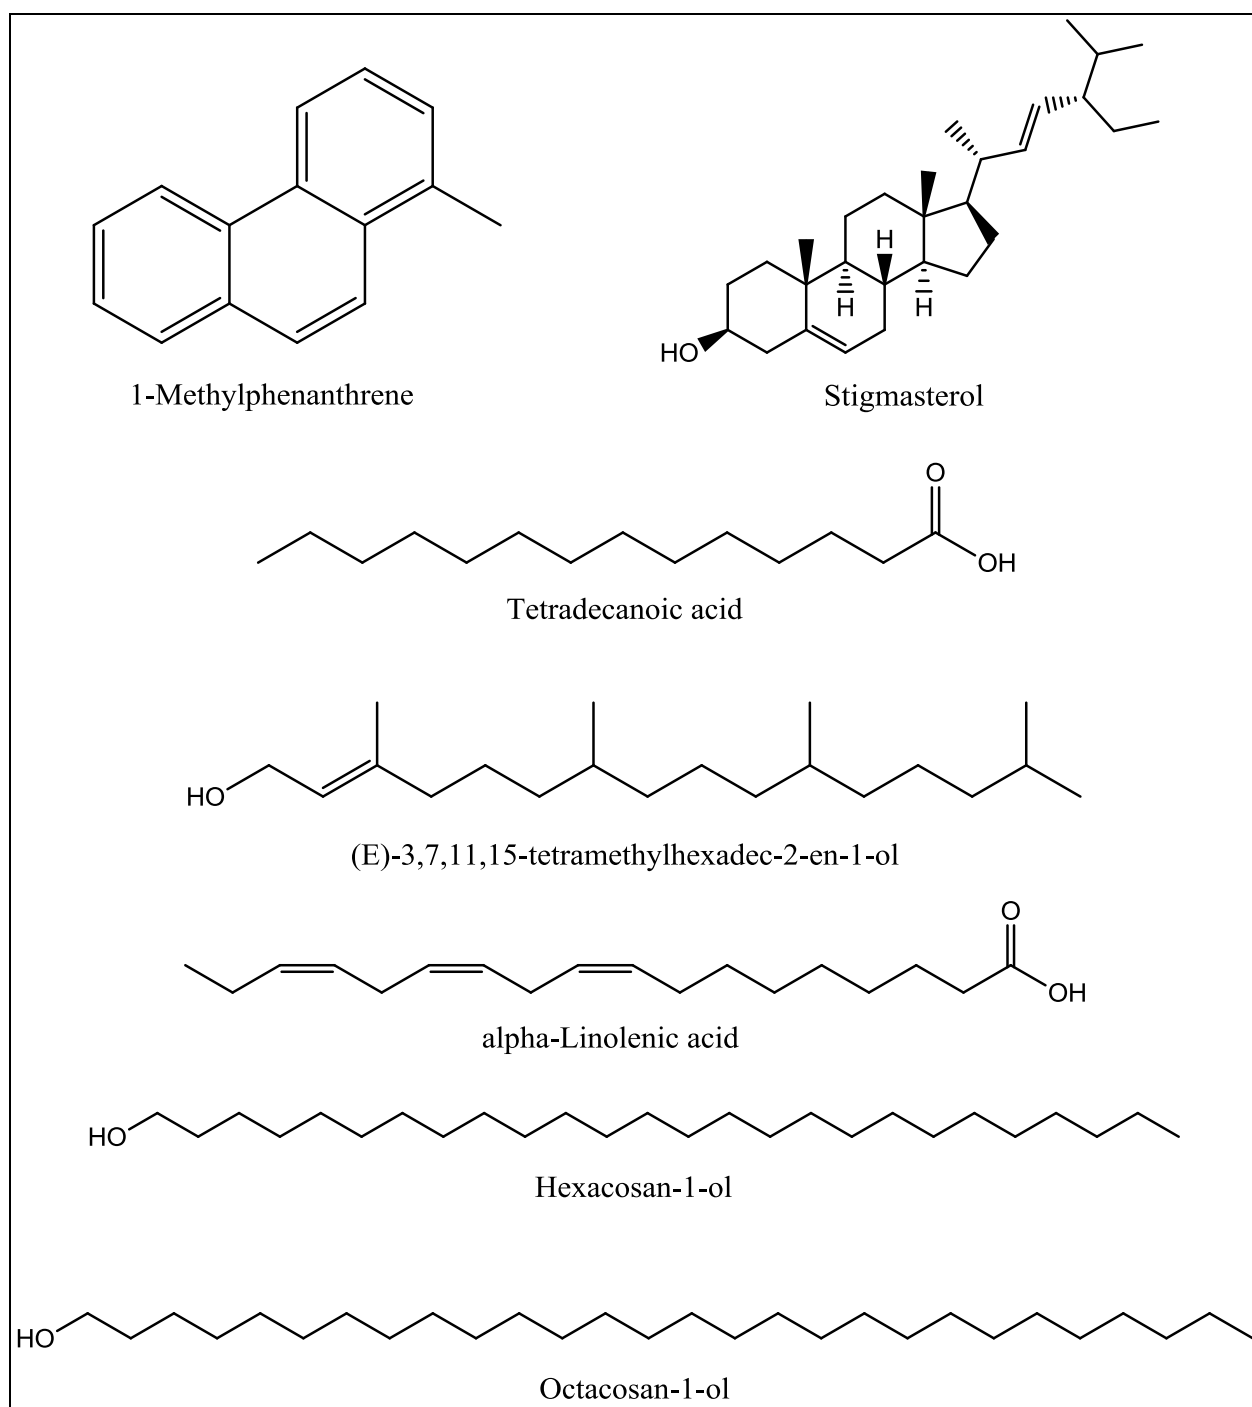 1-Methylphenanthrene
H
H
H
HO
Stigmasterol
O
OH
Tetradecanoic acid
HO
(E)-3,7,11,15-tetramethylhexadec-2-en-1-ol
O
OH
alpha-Linolenic acid
HO
Hexacosan-1-ol
HO
Octacosan-1-ol